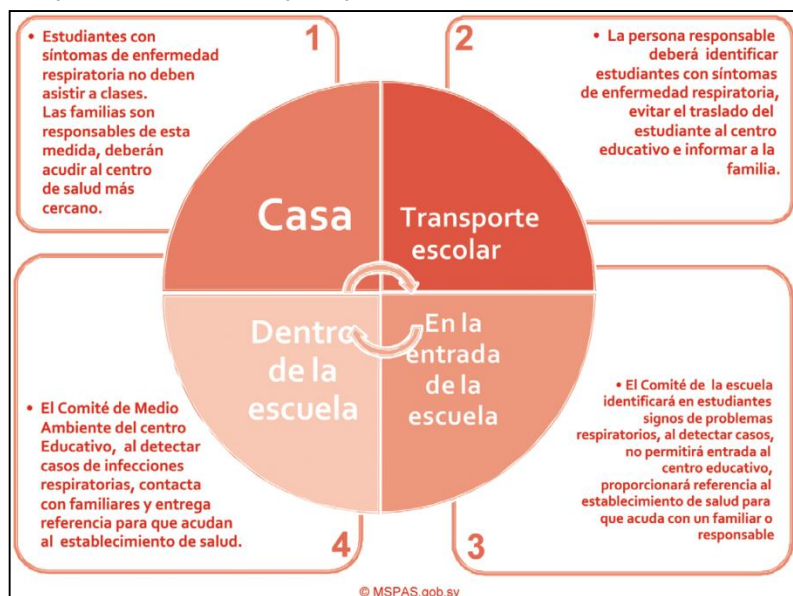 • Estudiantes con
síntomas de enfermedad
respiratoria no deben
asistir a clases.
Las familias son
responsables de esta
medida, deberán
acudir al centro
de salud más
cercano.
1
2
• La persona responsable
deberá identificar
estudiantes con síntomas
de enfermedad respiratoria,
evitar el traslado del
estudiante al centro
educativo e informar a la
familia.
Casa
Transporte
escolar
Dentro
de la
escuela
En la
entrada
de la
escuela
• El Comité de Medio
Ambiente del centro
Educativo, al detectar
casos de infecciones
respiratorias, contacta
con familiares y entrega
referencia para que acudan
al establecimiento de salud.
4
3
• El Comité de la escuela
identificará en estudiantes
signos de problemas
respiratorios, al detectar casos,
no permitirá entrada al
centro educativo,
proporcionará referencia al
establecimiento de salud para
que acuda con un familiar o
responsable
© MSPAS.gob.sv